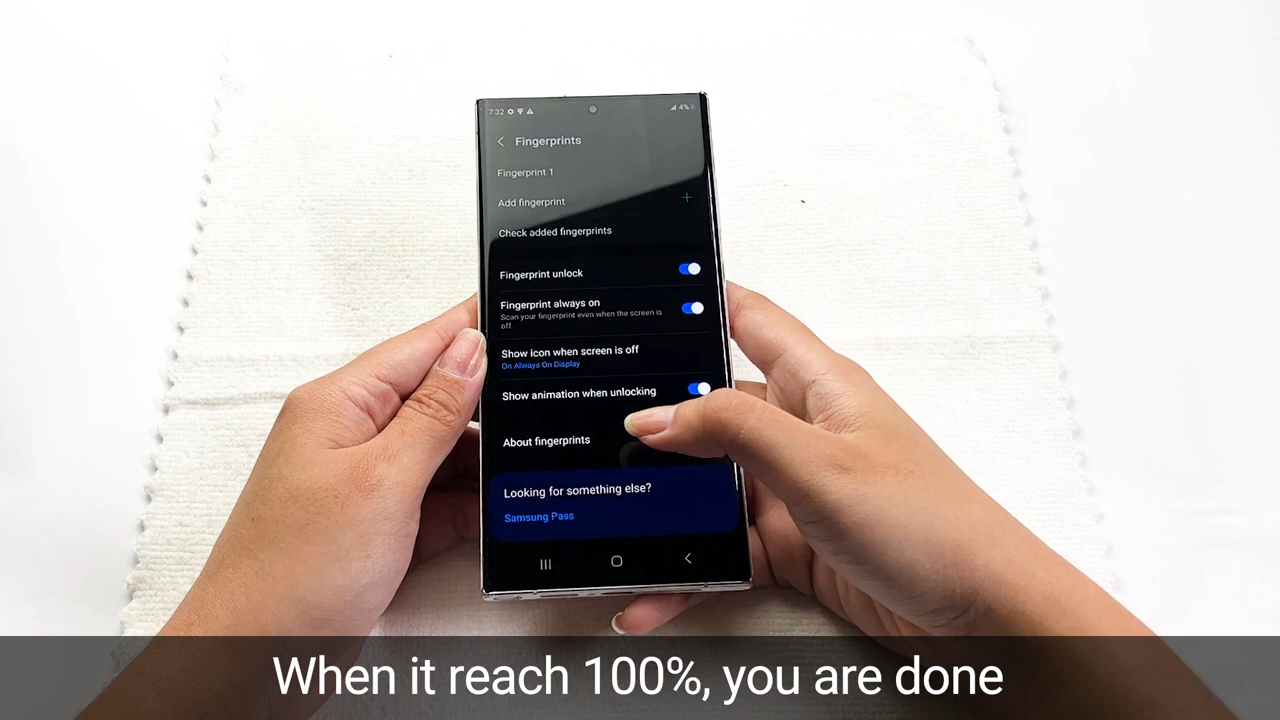 7:32 4%
Fingerprints
Fingerprint 1
Add fingerprint
Check added fingerprints
Fingerprint unlock
Fingerprint always on
Scan your fingerprint even when the screen is
off.
Show icon when screen is off
On Always On Display
Show animation when unlocking
About fingerprints
Looking for something else?
Samsung Pass
When it reach 100%, you are done